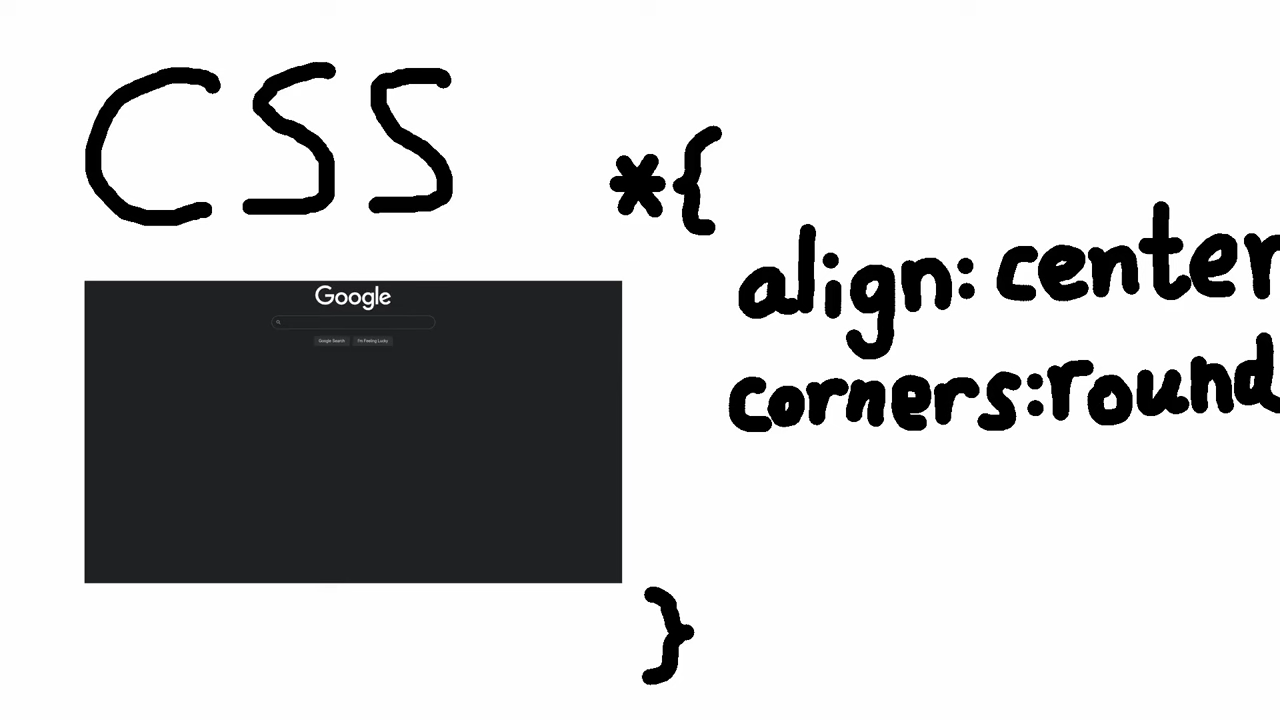 CSS
*{
align: center
corners:round
Google
Google Search I'm Feeling Lucky
}